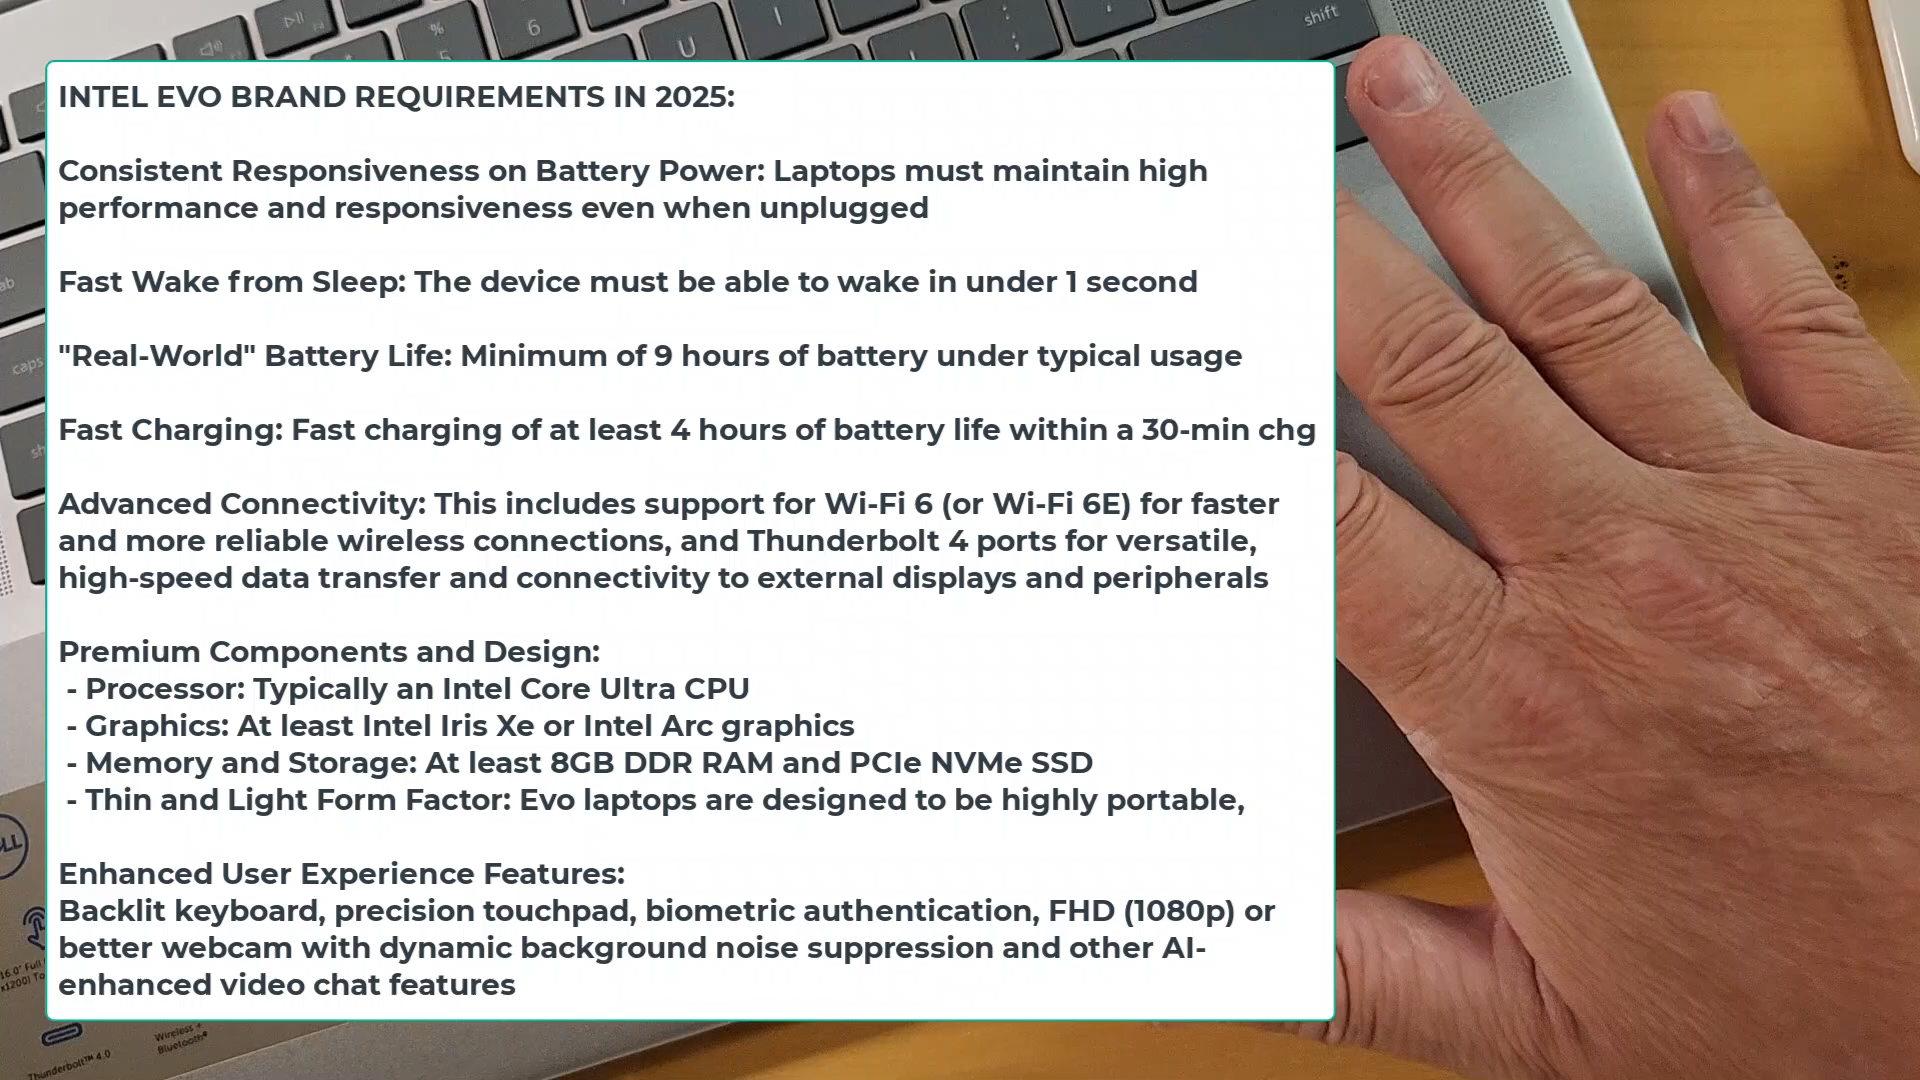 shift
%
5
6
U
I
:
;
INTEL EVO BRAND REQUIREMENTS IN 2025:
Consistent Responsiveness on Battery Power: Laptops must maintain high
performance and responsiveness even when unplugged
Fast Wake from Sleep: The device must be able to wake in under 1 second
"Real-World" Battery Life: Minimum of 9 hours of battery under typical usage
caps
Fast Charging: Fast charging of at least 4 hours of battery life within a 30-min chg
Advanced Connectivity: This includes support for Wi-Fi 6 (or Wi-Fi 6E) for faster
and more reliable wireless connections, and Thunderbolt 4 ports for versatile,
high-speed data transfer and connectivity to external displays and peripherals
Premium Components and Design:
- Processor: Typically an Intel Core Ultra CPU
- Graphics: At least Intel Iris Xe or Intel Arc graphics
- Memory and Storage: At least 8GB DDR RAM and PCIe NVMe SSD
- Thin and Light Form Factor: Evo laptops are designed to be highly portable,
Enhanced User Experience Features:
Backlit keyboard, precision touchpad, biometric authentication, FHD (1080p) or
better webcam with dynamic background noise suppression and other AI-
enhanced video chat features
16.0" Full
Thunderbolt™ 4.0
Wireless +
Bluetooth®